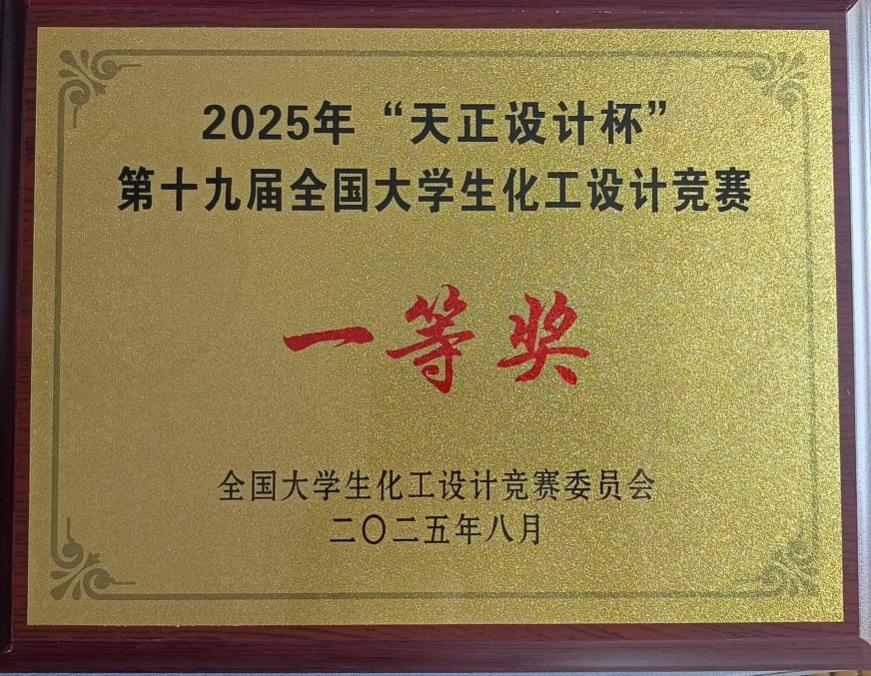 2025年“天正设计杯”
第十九届全国大学生化工设计竞赛
一等奖
全国大学生化工设计竞赛委员会
二〇二五年八月